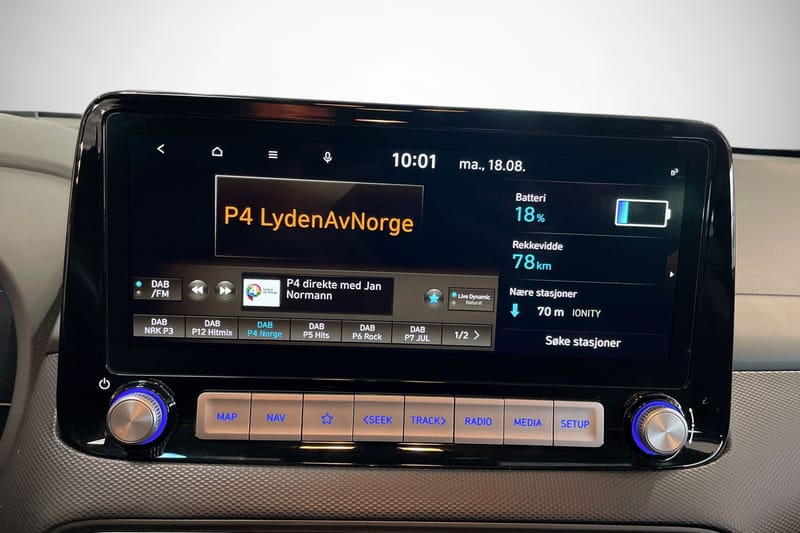 10:01
ma., 18.08.
P4 LydenAvNorge
Batteri
18%
Rekkevidde
78km
Nære stasjoner
70 m IONITY
Søke stasjoner
DAB
/FM
4
P4 direkte med Jan
Normann
Live Dynamic
Natural
DAB
NRK P3
DAB
P12 Hitmix
DAB
P4 Norge
DAB
P5 Hits
DAB
P6 Rock
DAB
P7 JUL
1/2 >
MAP
NAV
<SEEK
TRACK>
RADIO
MEDIA
SETUP